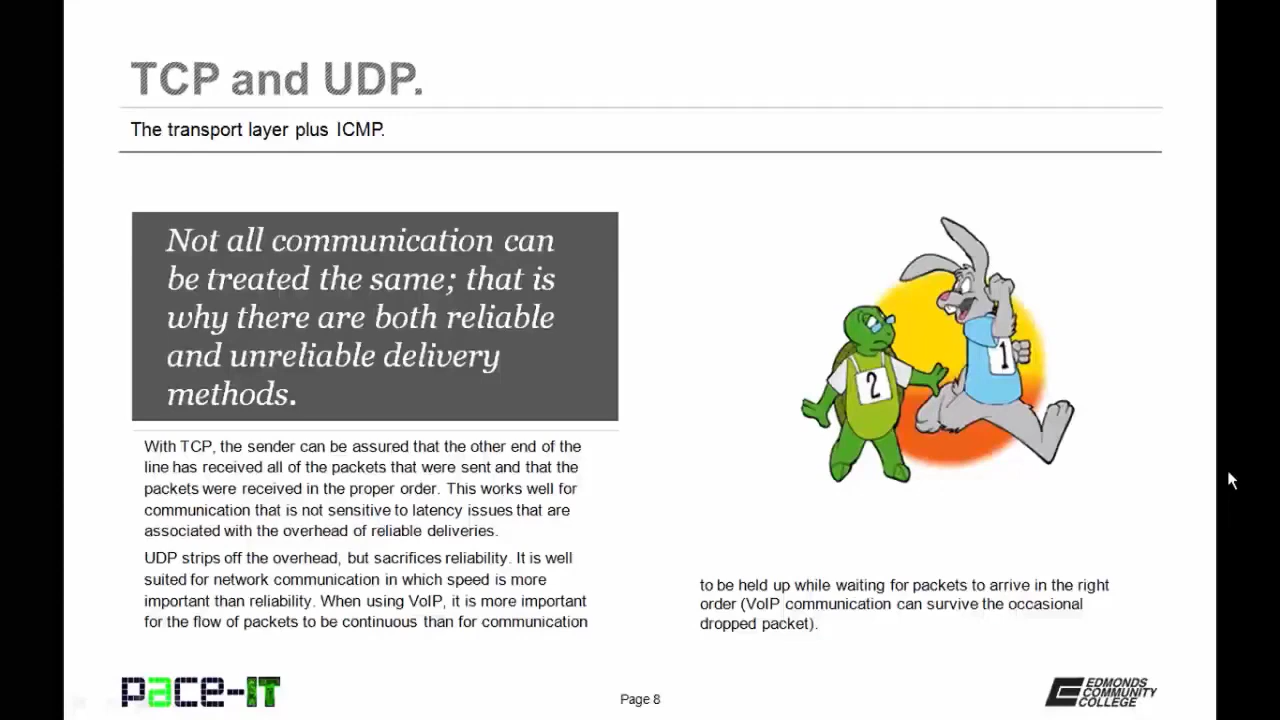 TCP and UDP.
The transport layer plus ICMP.
Not all communication can
be treated the same; that is
why there are both reliable
and unreliable delivery
methods.
With TCP, the sender can be assured that the other end of the
line has received all of the packets that were sent and that the
packets were received in the proper order. This works well for
communication that is not sensitive to latency issues that are
associated with the overhead of reliable deliveries.
UDP strips off the overhead, but sacrifices reliability. It is well
suited for network communication in which speed is more
important than reliability. When using VoIP, it is more important
for the flow of packets to be continuous than for communication
2
1
to be held up while waiting for packets to arrive in the right
order (VoIP communication can survive the occasional
dropped packet).
pace-IT
Page 8
EDMONDS
COMMUNITY
COLLEGE